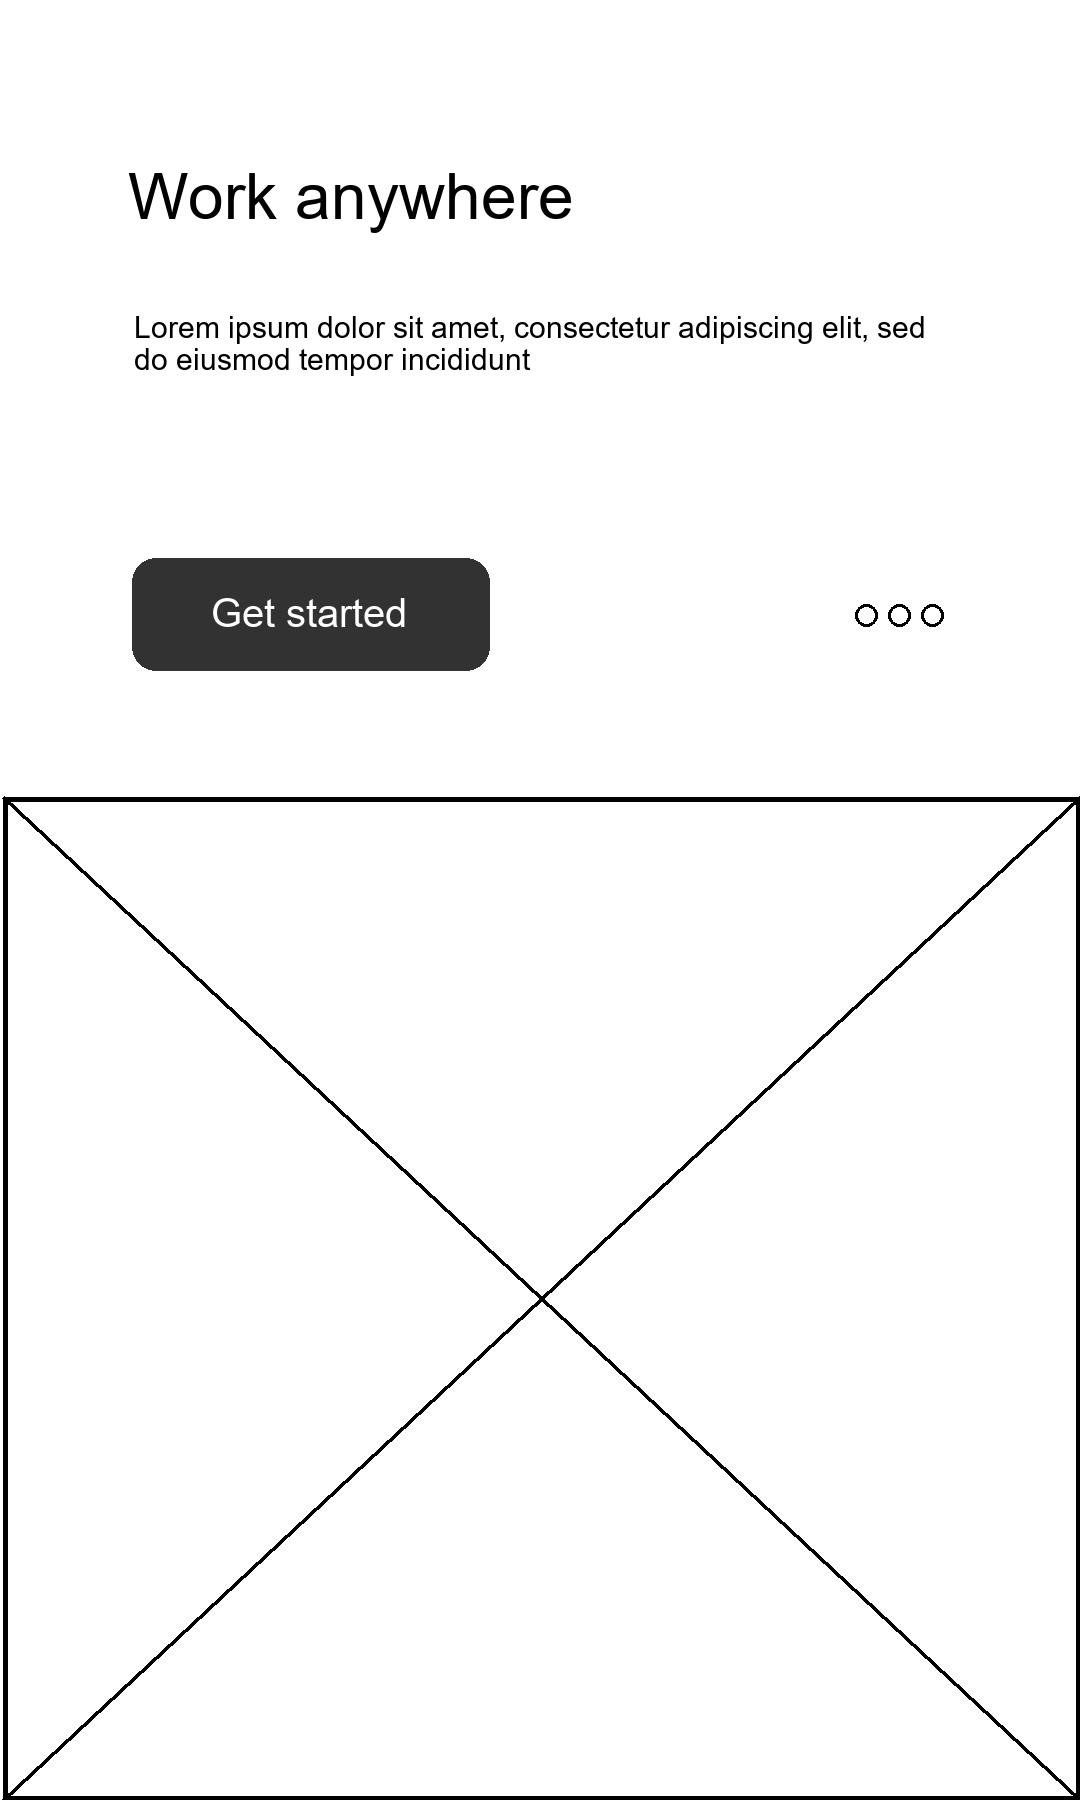 Work anywhere
Lorem ipsum dolor sit amet, consectetur adipiscing elit, sed
do eiusmod tempor incididunt
Get started